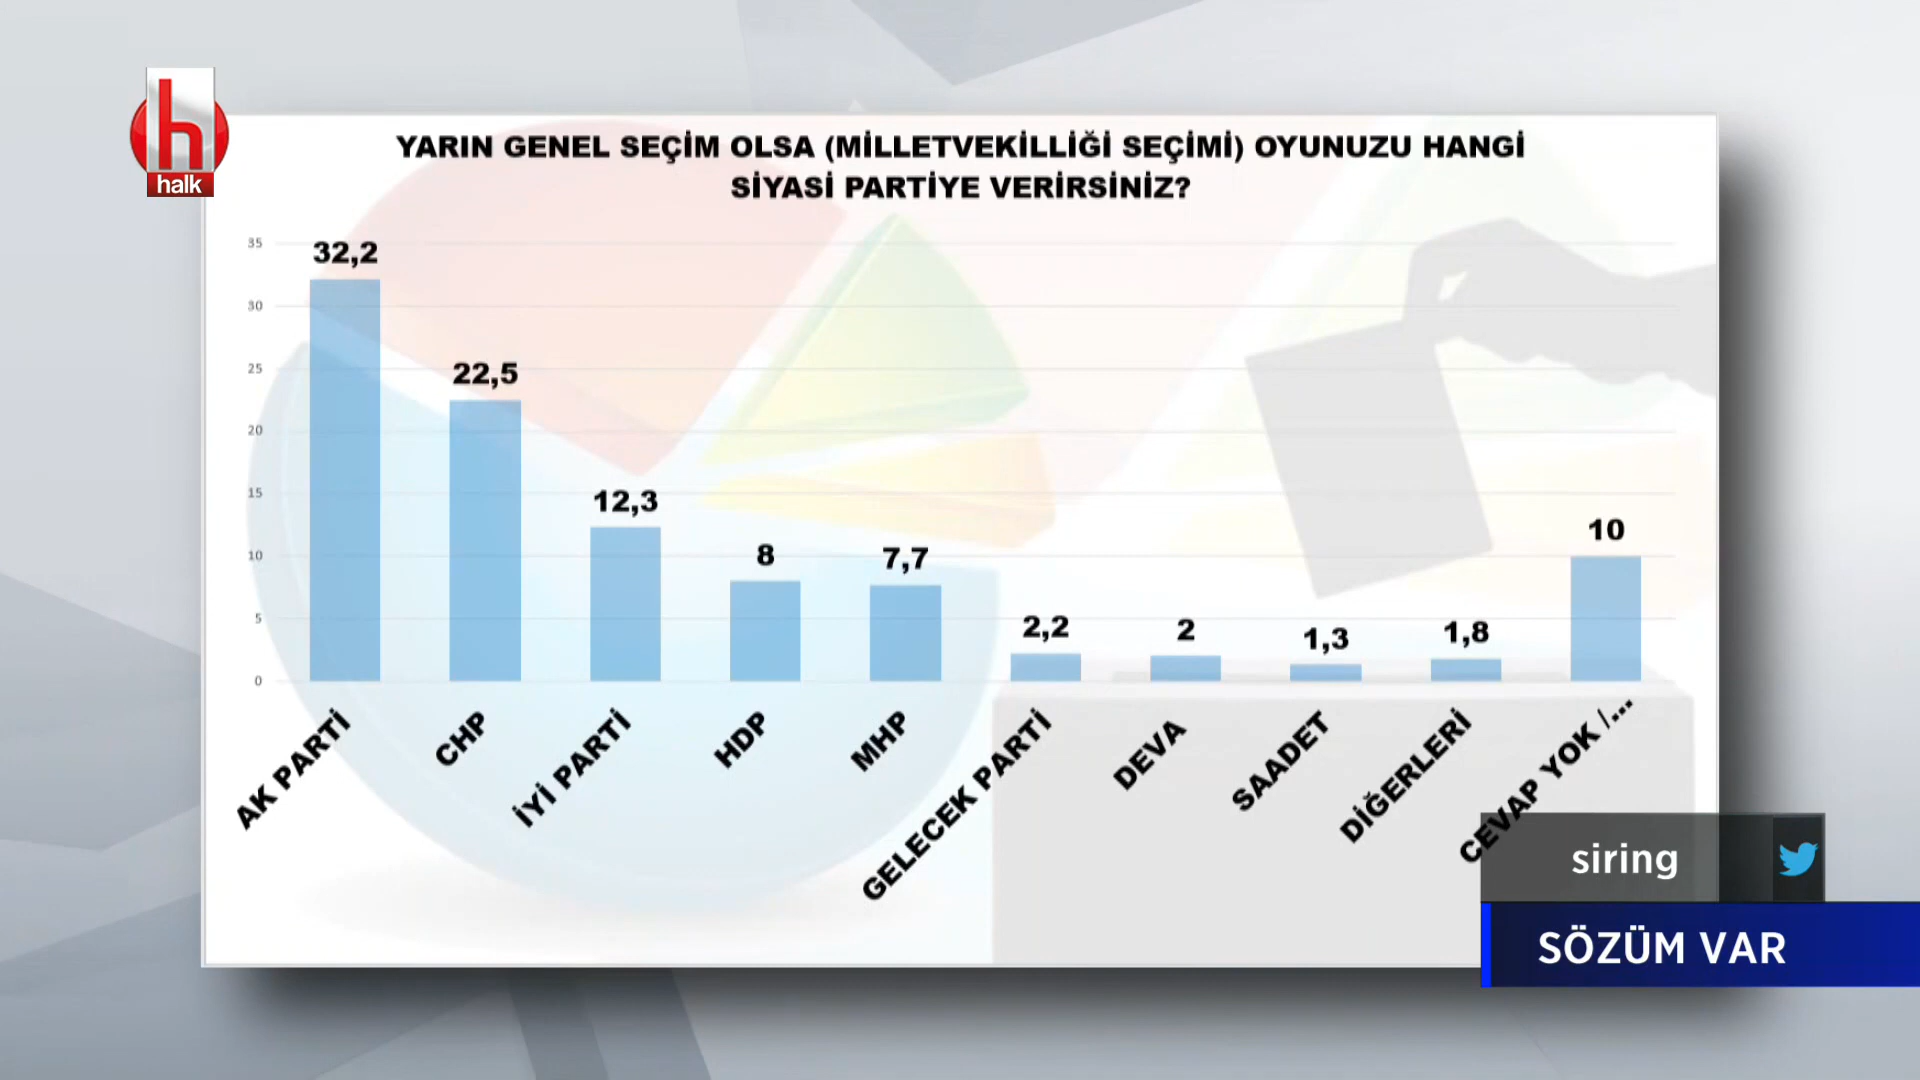 h
halk
YARIN GENEL SEÇİM OLSA (MİLLETVEKİLLİĞİ SEÇİMİ) OYUNUZU HANGİ
SİYASİ PARTİYE VERİRSİNİZ?
35
30
25
20
15
10
5
0
32,2
22,5
12,3
8
7,7
2,2
2
1,3
1,8
10
AK PARTİ
CHP
İYİ PARTİ
HDP
MHP
GELECEK PARTİ
DEVA
SAADET
DİĞERLERİ
CEVAP YOK /...
siring
SÖZÜM VAR